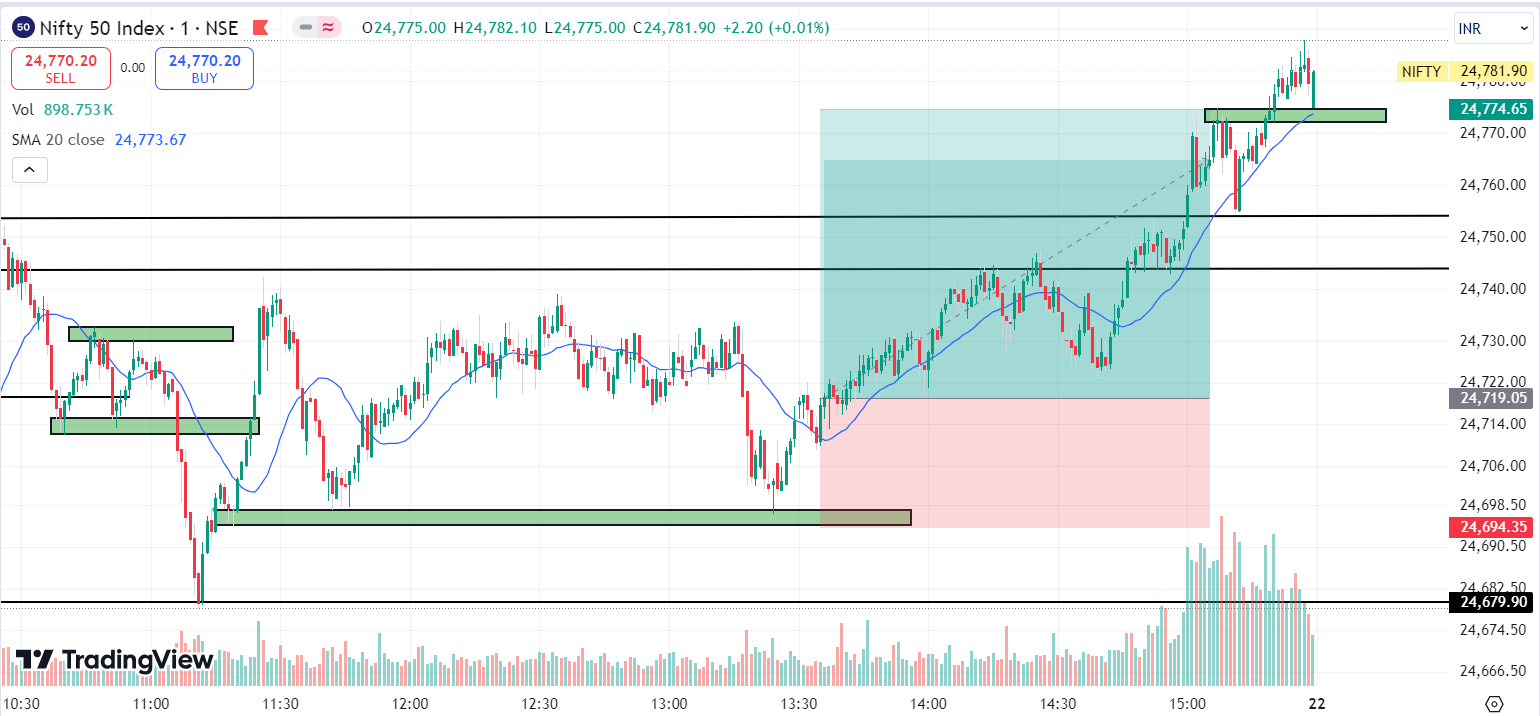 50 Nifty 50 Index · 1 · NSE O24,775.00 H24,782.10 L24,775.00 C24,781.90 +2.20 (+0.01%) INR
24,770.20 SELL 0.00 24,770.20 BUY
Vol 898.753 K
SMA 20 close 24,773.67
NIFTY 24,781.90
24,780.00
24,774.65
24,770.00
24,760.00
24,750.00
24,740.00
24,730.00
24,722.00
24,719.05
24,714.00
24,706.00
24,698.50
24,694.35
24,690.50
24,682.50
24,679.90
24,674.50
24,666.50
TradingView
10:30 11:00 11:30 12:00 12:30 13:00 13:30 14:00 14:30 15:00 22